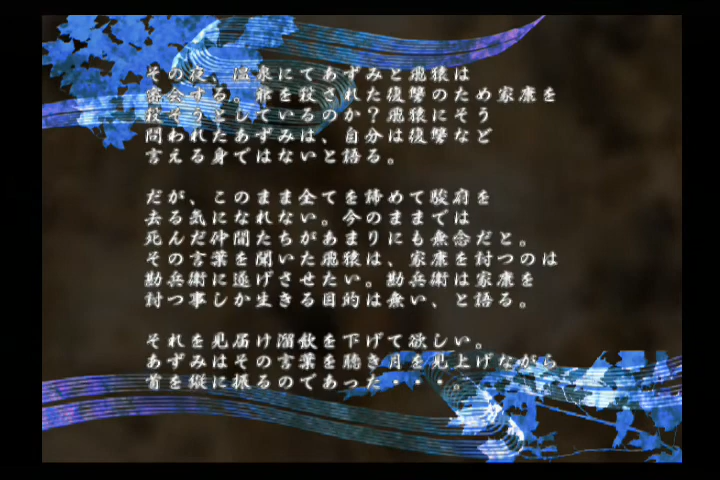 その夜、温泉にてあずみと飛猿は
密会する。爺を殺された復讐のため家康を
殺そうとしているのか？飛猿にそう
問われたあずみは、自分は復讐など
言える身ではないと語る。
だが、このまま全てを諦めて駿府を
去る気になれない。今のままでは
死んだ仲間たちがあまりにも無念だと。
その言葉を聞いた飛猿は、家康を討つのは
勘兵衛に遂げさせたい。勘兵衛は家康を
討つ事しか生きる目的は無い、と語る。
それを見届け溜飲を下げて欲しい。
あずみはその言葉を聴き月を見上げながら
首を縦に振るのであった・・・。